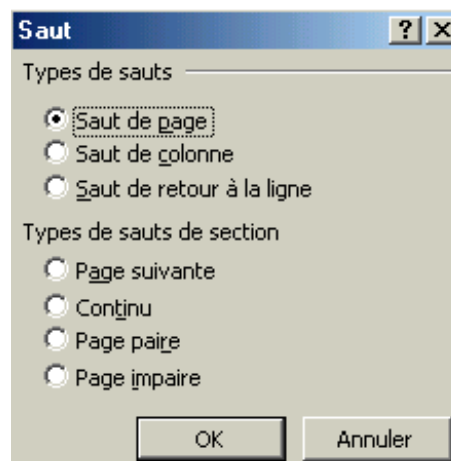 Saut
Types de sauts
Saut de page
Saut de colonne
Saut de retour à la ligne
Types de sauts de section
Page suivante
Continu
Page paire
Page impaire
OK Annuler